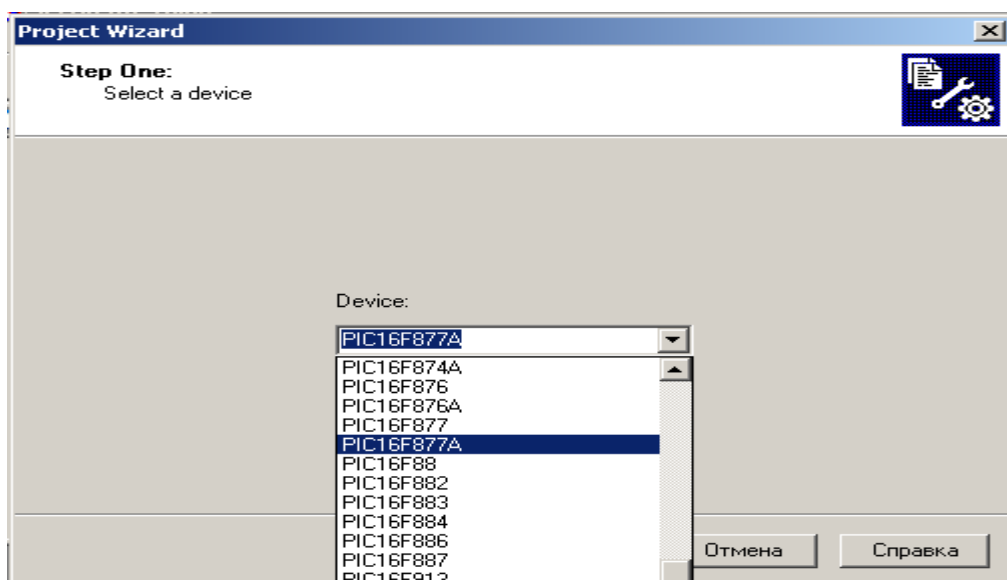 Project Wizard
Step One:
Select a device
Device:
PIC16F877A
PIC16F874A
PIC16F876
PIC16F876A
PIC16F877
PIC16F877A
PIC16F88
PIC16F882
PIC16F883
PIC16F884
PIC16F886
PIC16F887
Отмена
Справка